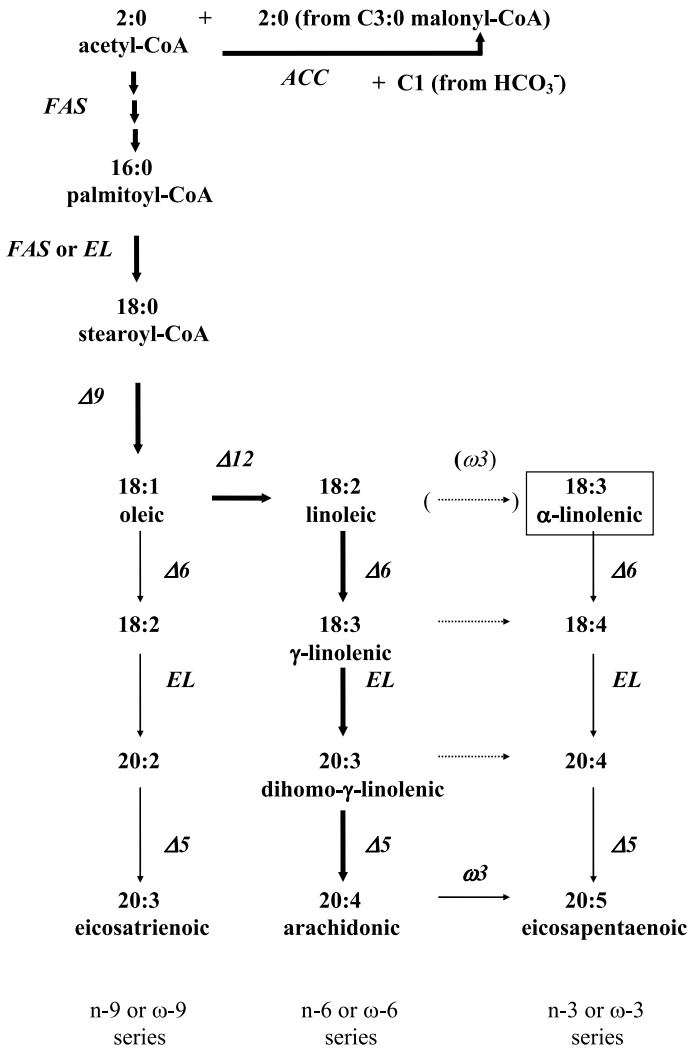 2:0 + 2:0 (from C3:0 malonyl-CoA)
acetyl-CoA
ACC + C1 (from HCO₃⁻)
FAS
16:0
palmitoyl-CoA
FAS or EL
18:0
stearoyl-CoA
Δ9
Δ12 (ω3)
18:1 18:2 ( ) 18:3
oleic linoleic α-linolenic
Δ6 Δ6 Δ6
18:2 18:3 18:4
γ-linolenic
EL EL EL
20:2 20:3 20:4
dihomo-γ-linolenic
Δ5 Δ5 Δ5
ω3
20:3 20:4 20:5
eicosatrienoic arachidonic eicosapentaenoic
n-9 or ω-9 n-6 or ω-6 n-3 or ω-3
series series series